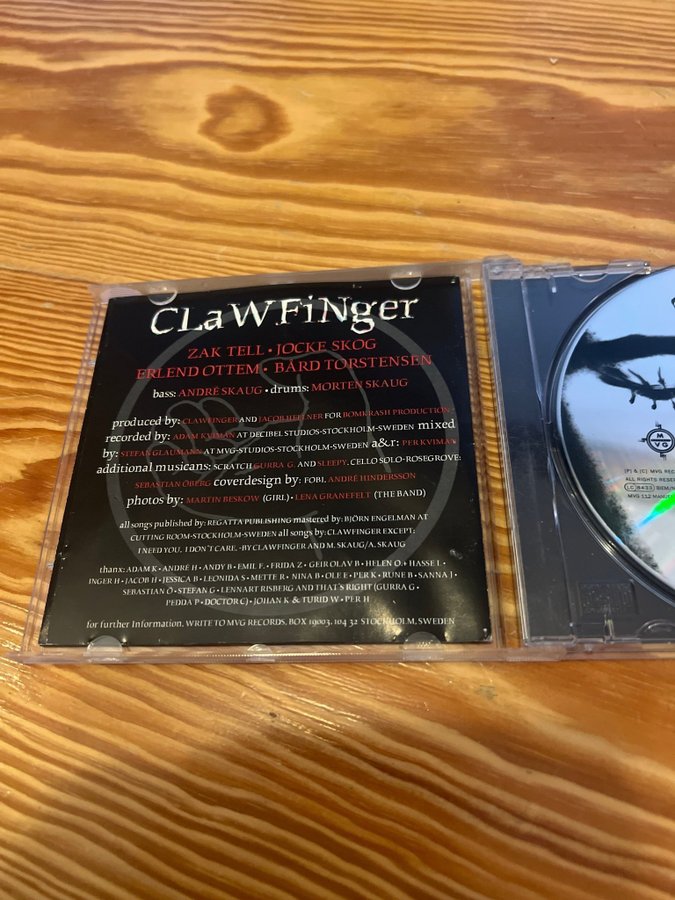 CLaWFiNger
ZAK TELL • JOCKE SKOG
ERLEND OTTEM • BÅRD TORSTENSEN
bass: ANDRÉ SKAUG • drums: MORTEN SKAUG
produced by: CLAWFINGER AND JACOB HELLNER FOR BOMKRASH PRODUCTION •
recorded by: ADAM KVIMAN AT DECIBEL STUDIOS-STOCKHOLM-SWEDEN mixed
by: STEFAN GLAUMANN AT MVG-STUDIOS-STOCKHOLM-SWEDEN a&r: PER KVIMAN
additional musicans: SCRATCH GURRA G. AND SLEEPY, CELLO SOLO-ROSEGROVE:
SEBASTIAN ÖBERG coverdesign by: FOBI, ANDRÉ HINDERSSON
photos by: MARTIN BESKOW (GIRL) • LENA GRANEFELT (THE BAND)
all songs published by: REGATTA PUBLISHING mastered by: BJÖRN ENGELMAN AT
CUTTING ROOM-STOCKHOLM-SWEDEN all songs by: CLAWFINGER EXCEPT:
I NEED YOU, I DON'T CARE. -BY CLAWFINGER AND M. SKAUG/A. SKAUG
thanx: ADAM K • ANDRÉ H • ANDY B • EMIL F. • FRIDA Z • GEIR OLAV B • HELEN O. • HASSE L •
INGER H • JACOB H • JESSICA B • LEONIDA S • METTE R • NINA B • OLE E • PER K • RUNE B • SANNA J •
SEBASTIAN Ö • STEFAN G • LENNART RISBERG AND THAT'S RIGHT (GURRA G •
PEDDA P • DOCTOR C) • JOHAN K & TURID W • PER H
for further Information, WRITE TO MVG RECORDS, BOX 19003, 104 32 STOCKHOLM, SWEDEN
(P) & (C) MVG REC
ALL RIGHTS RESE
LC 8433
MVG 112 MANU